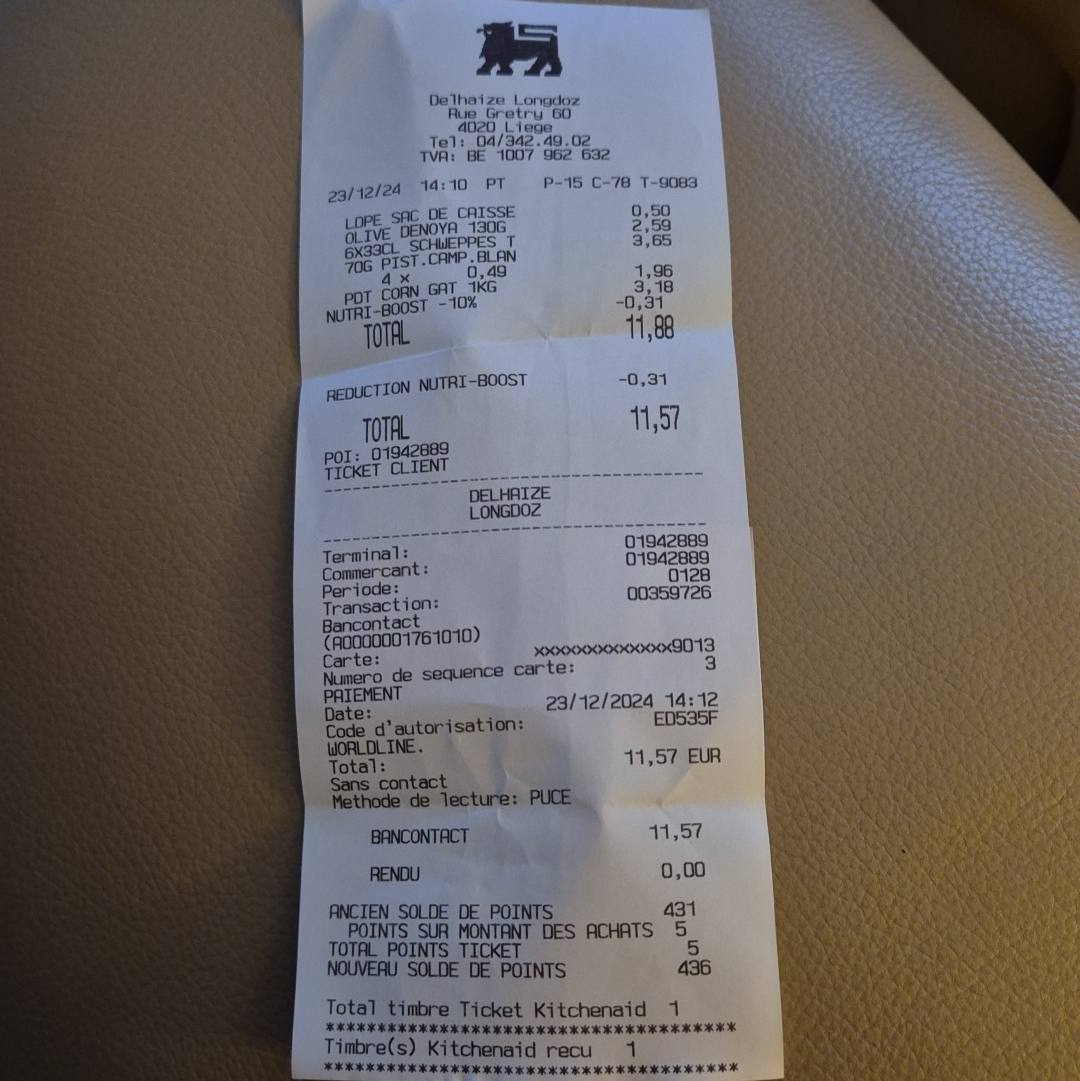 Delhaize Longdoz
Rue Gretry 60
4020 Liege
Tel: 04/342.49.02
TVA: BE 1007 962 632
23/12/24 14:10 PT P-15 C-78 T-9083
LDPE SAC DE CAISSE 0,50
OLIVE DENOYA 130G 2,59
6X33CL SCHWEPPES T 3,65
70G PIST.CAMP.BLAN
4 x 0,49 1,96
PDT CORN GAT 1KG 3,18
NUTRI-BOOST -10% -0,31
TOTAL 11,88
REDUCTION NUTRI-BOOST -0,31
TOTAL 11,57
POI: 01942889
TICKET CLIENT
--------------------------------
DELHAIZE
LONGDOZ
--------------------------------
Terminal: 01942889
Commercant: 01942889
Periode: 0128
Transaction: 00359726
Bancontact
(A0000001761010)
Carte: xxxxxxxxxxxxx9013
Numero de sequence carte: 3
PAIEMENT
Date: 23/12/2024 14:12
Code d'autorisation: ED535F
WORLDLINE.
Total: 11,57 EUR
Sans contact
Methode de lecture: PUCE
BANCONTACT 11,57
RENDU 0,00
ANCIEN SOLDE DE POINTS 431
POINTS SUR MONTANT DES ACHATS 5
TOTAL POINTS TICKET 5
NOUVEAU SOLDE DE POINTS 436
Total timbre Ticket Kitchenaid 1
****************************************
Timbre(s) Kitchenaid recu 1
****************************************